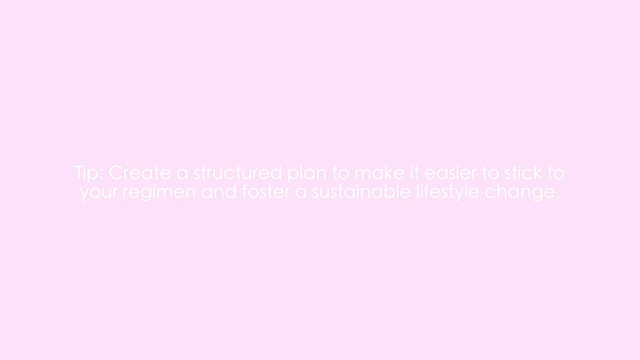 Tip: Create a structured plan to make it easier to stick to
your regimen and foster a sustainable lifestyle change.